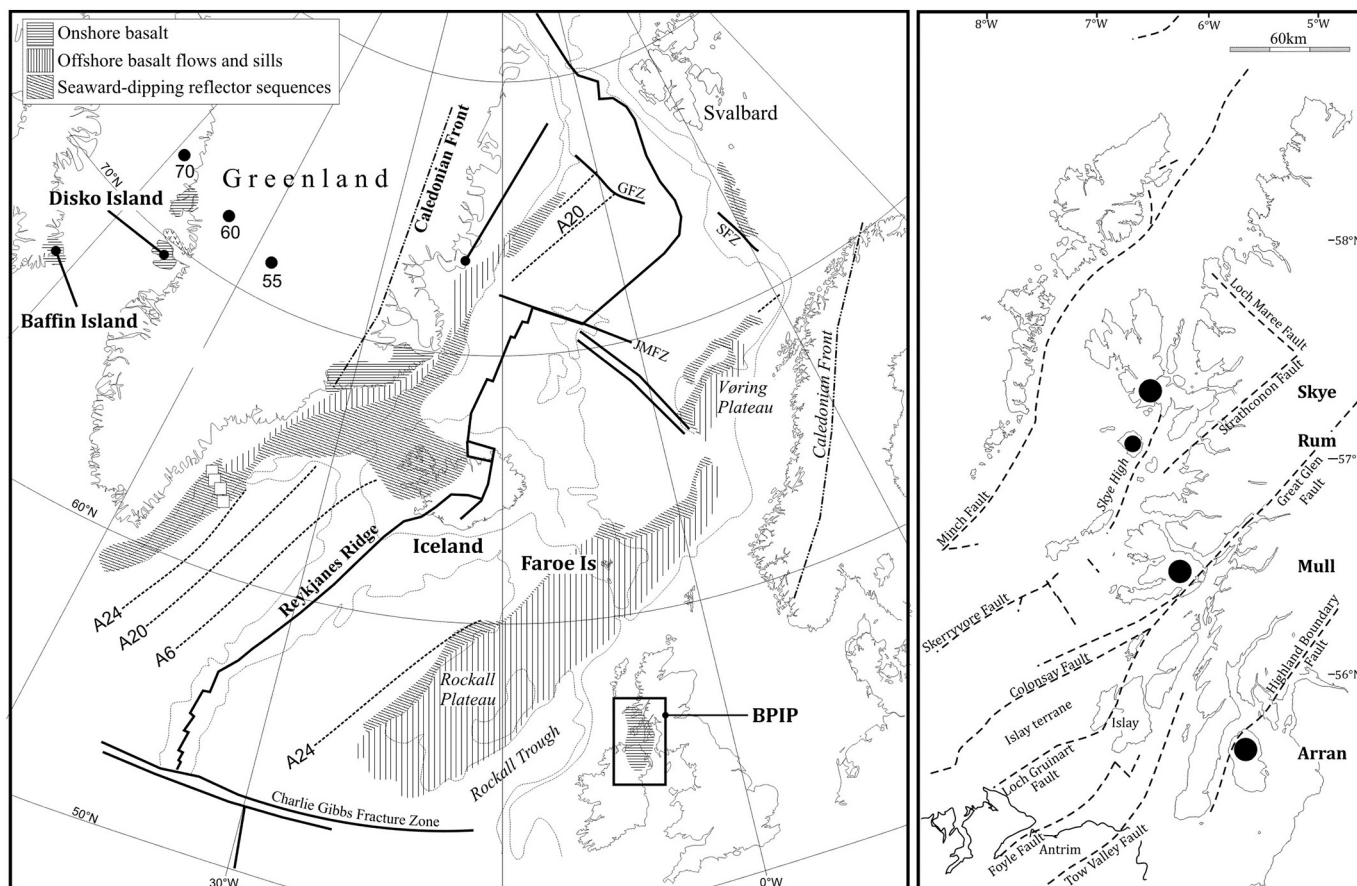 Onshore basalt
Offshore basalt flows and sills
Seaward-dipping reflector sequences
Svalbard
70°N
70
Greenland
Caledonian Front
Disko Island
60
55
Baffin Island
GFZ
A20
SFZ
JMFZ
Vøring
Plateau
Caledonian Front
60°N
Iceland
Faroe Is
Reykjanes Ridge
A24
A20
A6
Rockall
Plateau
Rockall Trough
BPIP
A24
Charlie Gibbs Fracture Zone
50°N
30°W
0°W
8°W
7°W
6°W
5°W
60km
58°N
Loch Maree Fault
Strathconon Fault
Skye
Rum
57°N
Great Glen
Fault
Skye High
Minch Fault
Mull
Skerryvore Fault
Colonsay Fault
Highland Boundary
Fault
56°N
Islay terrane
Islay
Arran
Loch Gruinart
Fault
Foyle Fault
Antrim
Tow Valley Fault